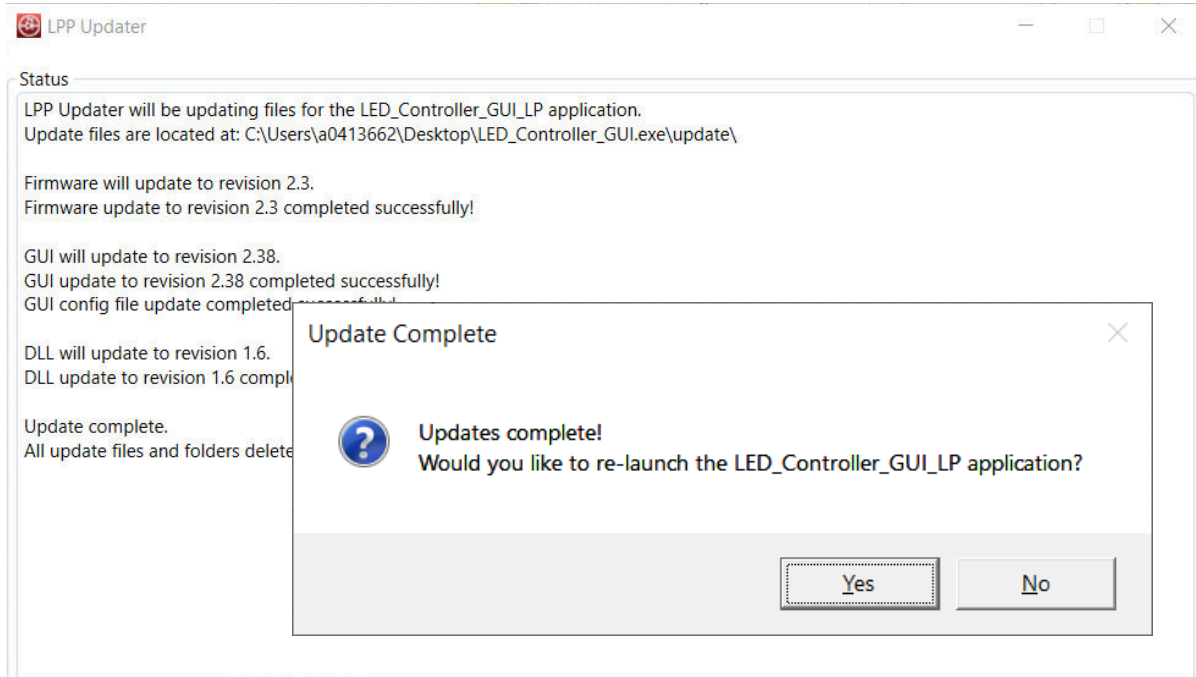 LPP Updater
Status
LPP Updater will be updating files for the LED_Controller_GUI_LP application.
Update files are located at: C:\Users\a0413662\Desktop\LED_Controller_GUI.exe\update\
Firmware will update to revision 2.3.
Firmware update to revision 2.3 completed successfully!
GUI will update to revision 2.38.
GUI update to revision 2.38 completed successfully!
GUI config file update completed
DLL will update to revision 1.6.
DLL update to revision 1.6
Update complete.
All update files and folders
Update Complete
Updates complete!
Would you like to re-launch the LED_Controller_GUI_LP application?
Yes
No